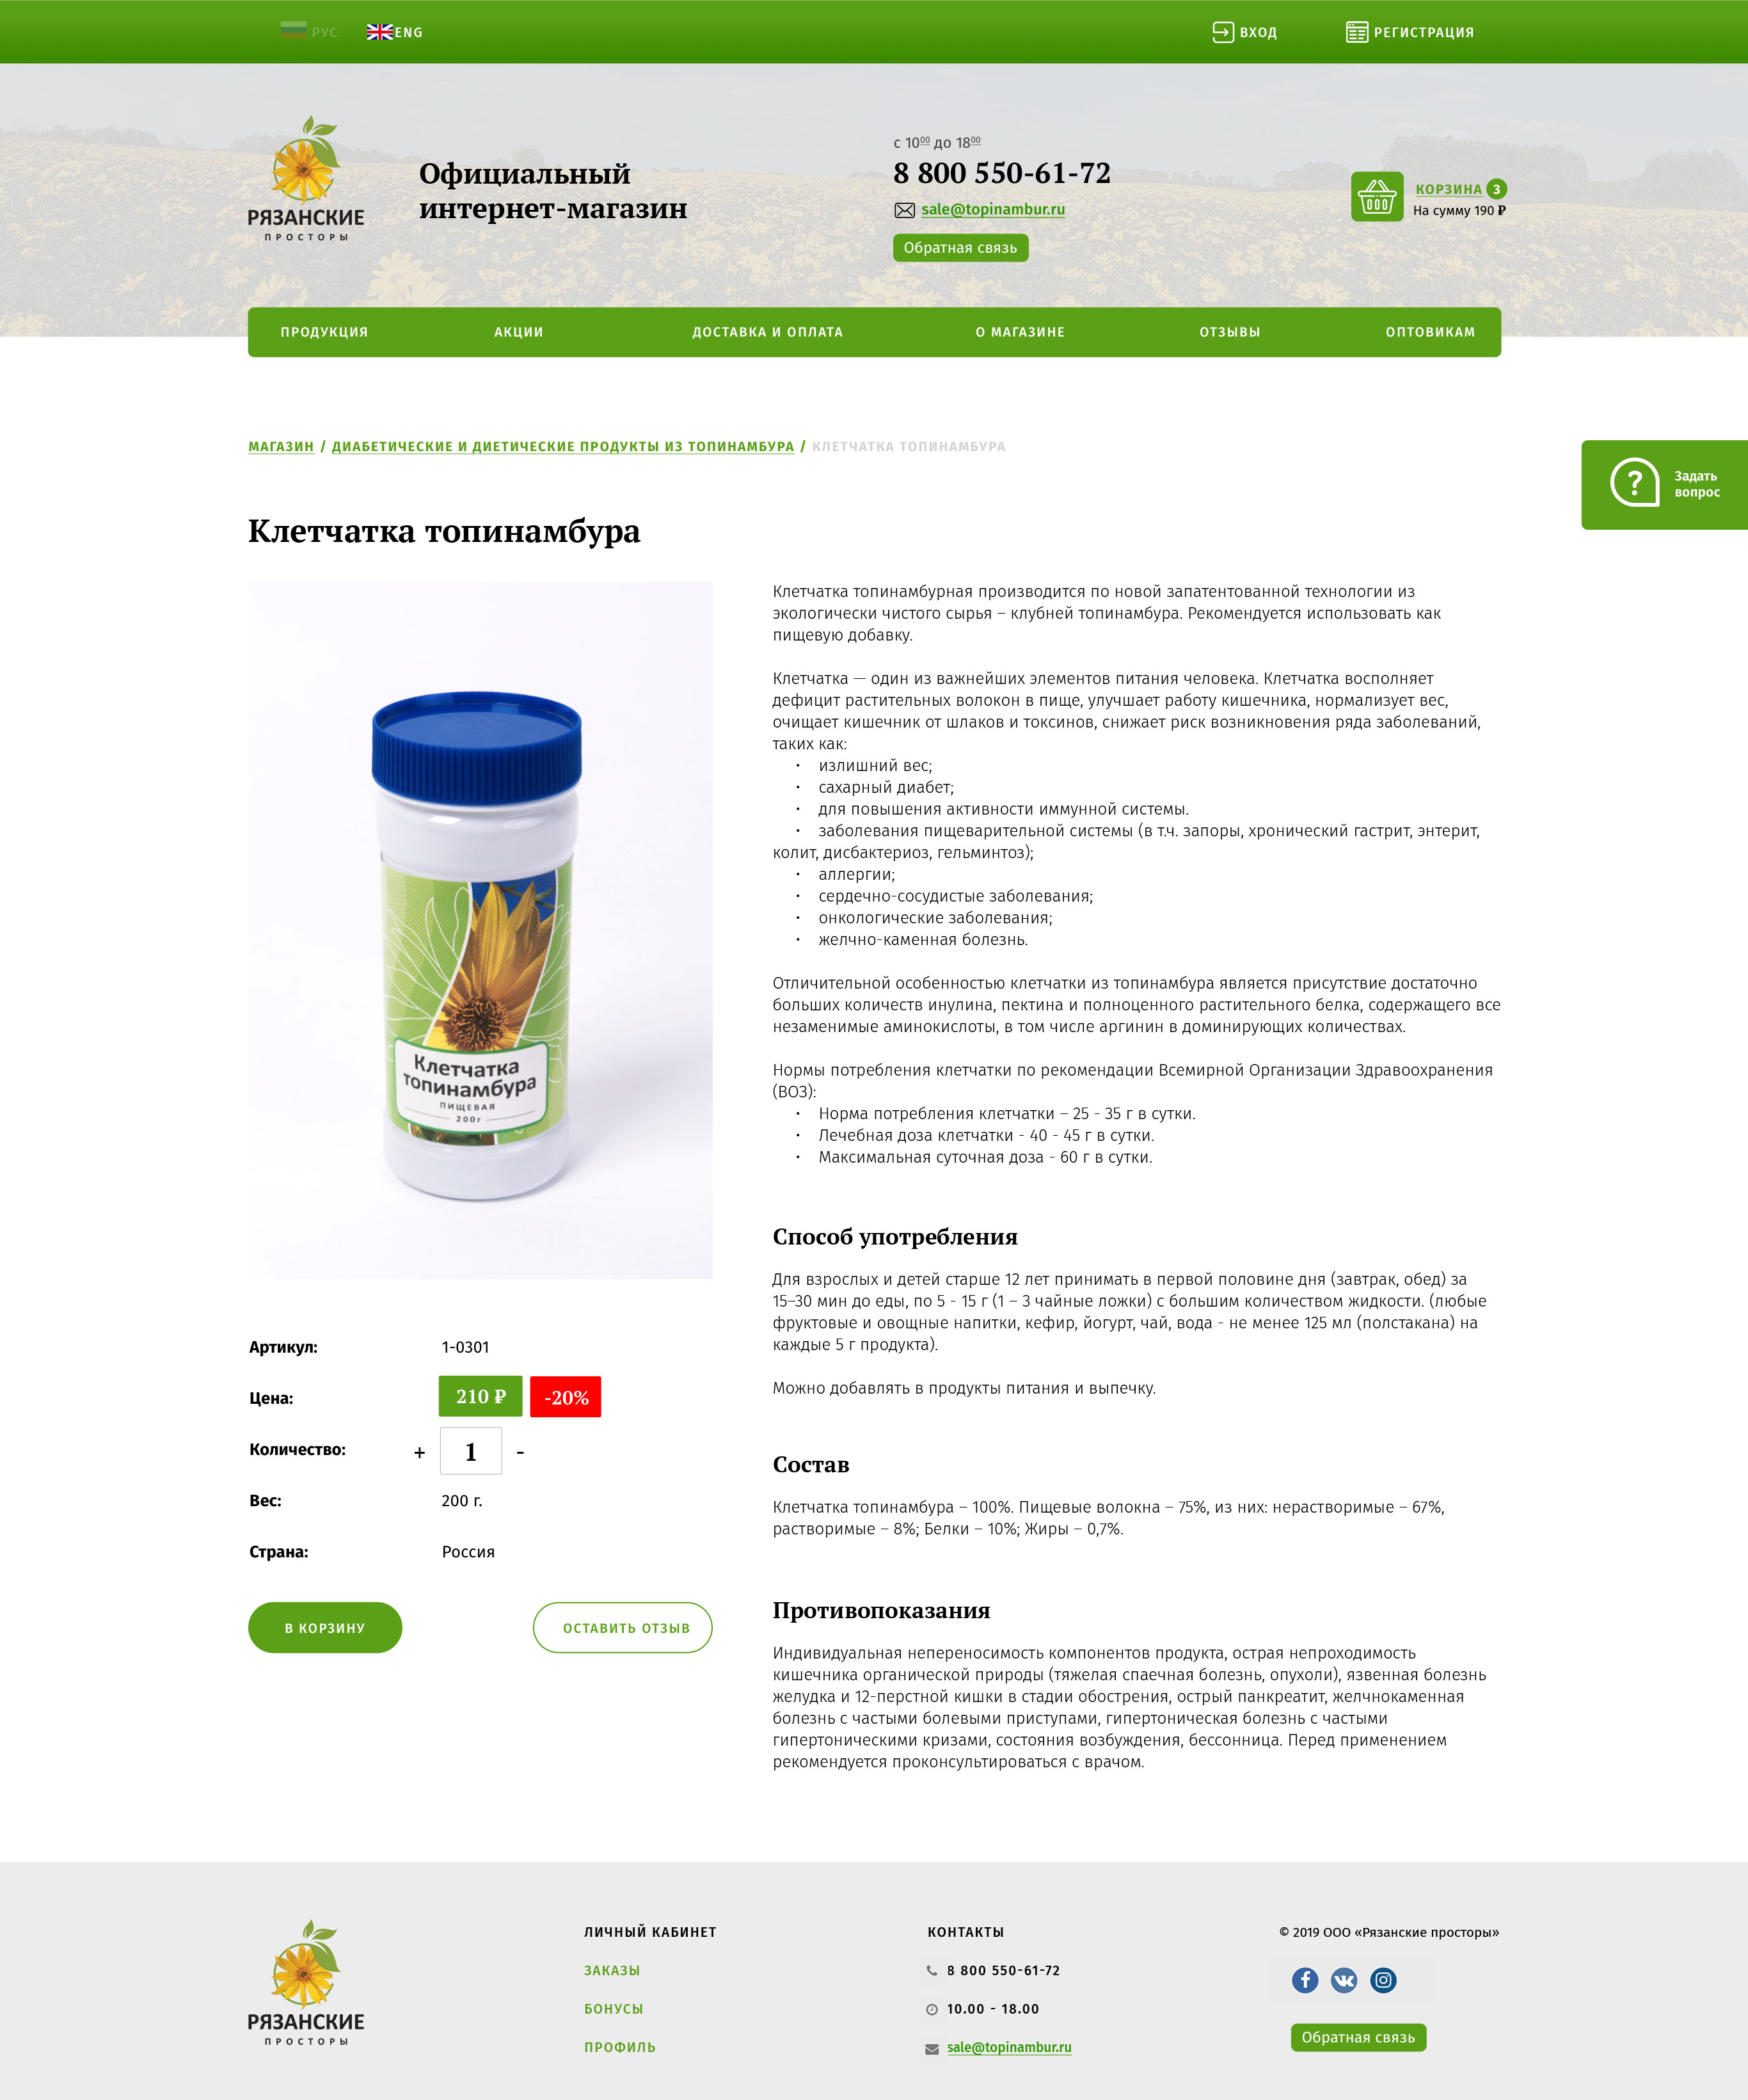 РУС
ENG
ВХОД
РЕГИСТРАЦИЯ
РЯЗАНСКИЕ
ПРОСТОРЫ
Официальный
интернет-магазин
с 10⁰⁰ до 18⁰⁰
8 800 550-61-72
sale@topinambur.ru
Обратная связь
КОРЗИНА 3
На сумму 190 ₽
ПРОДУКЦИЯ
АКЦИИ
ДОСТАВКА И ОПЛАТА
О МАГАЗИНЕ
ОТЗЫВЫ
ОПТОВИКАМ
МАГАЗИН / ДИАБЕТИЧЕСКИЕ И ДИЕТИЧЕСКИЕ ПРОДУКТЫ ИЗ ТОПИНАМБУРА / КЛЕТЧАТКА ТОПИНАМБУРА
?
Задать
вопрос
Клетчатка топинамбура
Клетчатка
топинамбура
ПИЩЕВАЯ
200г
Артикул: 1-0301
Цена: 210 ₽ -20%
Количество: + 1 -
Вес: 200 г.
Страна: Россия
В КОРЗИНУ
ОСТАВИТЬ ОТЗЫВ
Клетчатка топинамбурная производится по новой запатентованной технологии из
экологически чистого сырья – клубней топинамбура. Рекомендуется использовать как
пищевую добавку.
Клетчатка — один из важнейших элементов питания человека. Клетчатка восполняет
дефицит растительных волокон в пище, улучшает работу кишечника, нормализует вес,
очищает кишечник от шлаков и токсинов, снижает риск возникновения ряда заболеваний,
таких как:
• излишний вес;
• сахарный диабет;
• для повышения активности иммунной системы.
• заболевания пищеварительной системы (в т.ч. запоры, хронический гастрит, энтерит,
колит, дисбактериоз, гельминтоз);
• аллергии;
• сердечно-сосудистые заболевания;
• онкологические заболевания;
• желчно-каменная болезнь.
Отличительной особенностью клетчатки из топинамбура является присутствие достаточно
больших количеств инулина, пектина и полноценного растительного белка, содержащего все
незаменимые аминокислоты, в том числе аргинин в доминирующих количествах.
Нормы потребления клетчатки по рекомендации Всемирной Организации Здравоохранения
(ВОЗ):
• Норма потребления клетчатки – 25 - 35 г в сутки.
• Лечебная доза клетчатки - 40 - 45 г в сутки.
• Максимальная суточная доза - 60 г в сутки.
Способ употребления
Для взрослых и детей старше 12 лет принимать в первой половине дня (завтрак, обед) за
15–30 мин до еды, по 5 - 15 г (1 – 3 чайные ложки) с большим количеством жидкости. (любые
фруктовые и овощные напитки, кефир, йогурт, чай, вода - не менее 125 мл (полстакана) на
каждые 5 г продукта).
Можно добавлять в продукты питания и выпечку.
Состав
Клетчатка топинамбура – 100%. Пищевые волокна – 75%, из них: нерастворимые – 67%,
растворимые – 8%; Белки – 10%; Жиры – 0,7%.
Противопоказания
Индивидуальная непереносимость компонентов продукта, острая непроходимость
кишечника органической природы (тяжелая спаечная болезнь, опухоли), язвенная болезнь
желудка и 12-перстной кишки в стадии обострения, острый панкреатит, желчнокаменная
болезнь с частыми болевыми приступами, гипертоническая болезнь с частыми
гипертоническими кризами, состояния возбуждения, бессонница. Перед применением
рекомендуется проконсультироваться с врачом.
РЯЗАНСКИЕ
ПРОСТОРЫ
ЛИЧНЫЙ КАБИНЕТ
ЗАКАЗЫ
БОНУСЫ
ПРОФИЛЬ
КОНТАКТЫ
8 800 550-61-72
10.00 - 18.00
sale@topinambur.ru
© 2019 ООО «Рязанские просторы»
Обратная связь